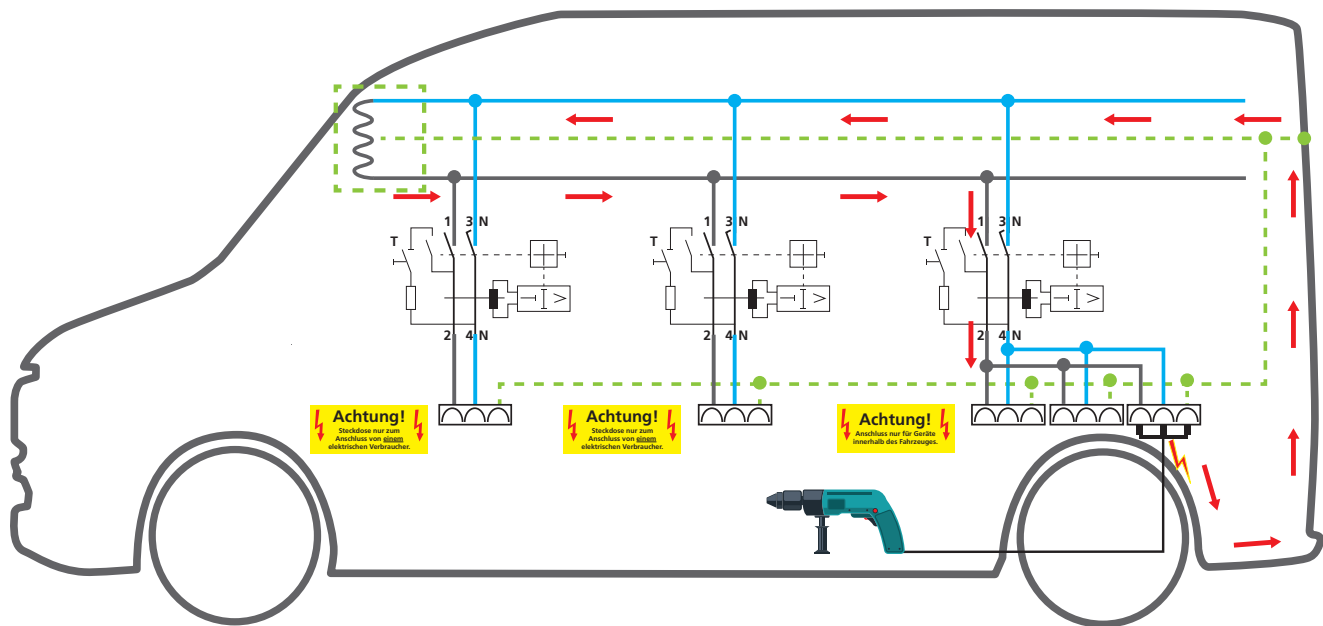 1 3 N
T
2 4 N
1 3 N
T
2 4 N
1 3 N
T
2 4 N
Achtung!
Steckdose nur zum
Anschluss von einem
elektrischen Verbraucher.
Achtung!
Steckdose nur zum
Anschluss von einem
elektrischen Verbraucher.
Achtung!
Anschluss nur für Geräte
innerhalb des Fahrzeuges.